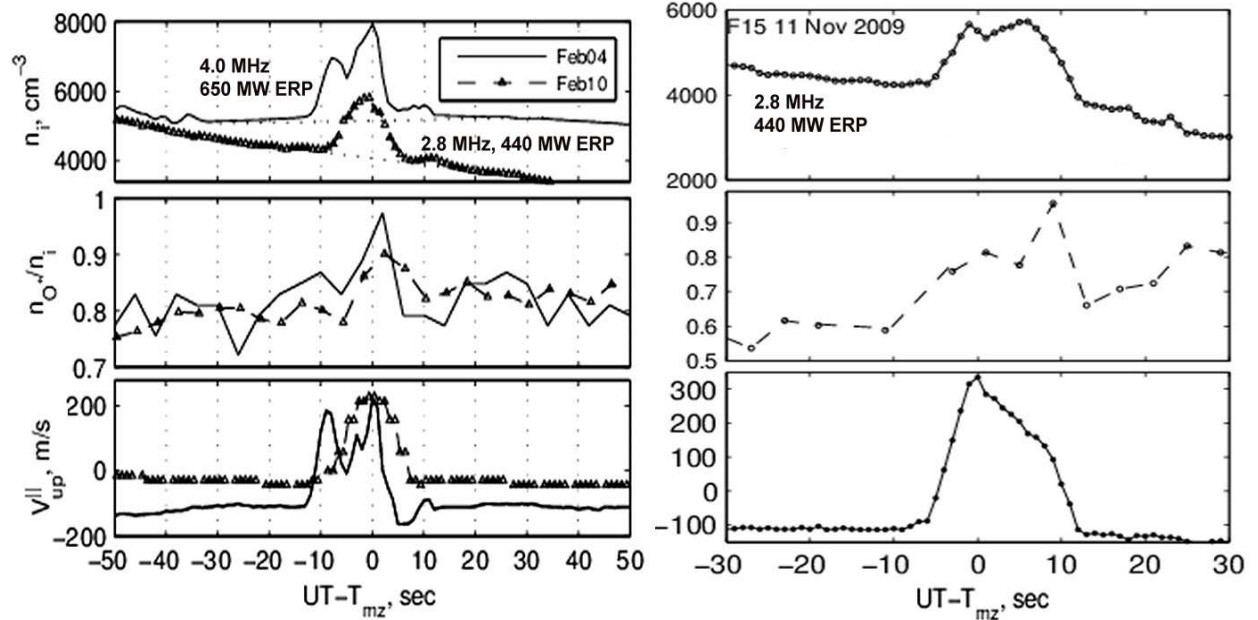 8000
6000
4000
nᵢ, cm⁻³
4.0 MHz
650 MW ERP
Feb04
Feb10
2.8 MHz, 440 MW ERP
1
0.9
0.8
0.7
n_O⁺/nᵢ
200
0
−200
V^||_up, m/s
−50 −40 −30 −20 −10 0 10 20 30 40 50
UT−T_mz, sec
6000
4000
2000
F15 11 Nov 2009
2.8 MHz
440 MW ERP
0.9
0.8
0.7
0.6
0.5
300
200
100
0
−100
−30 −20 −10 0 10 20 30
UT−T_mz, sec